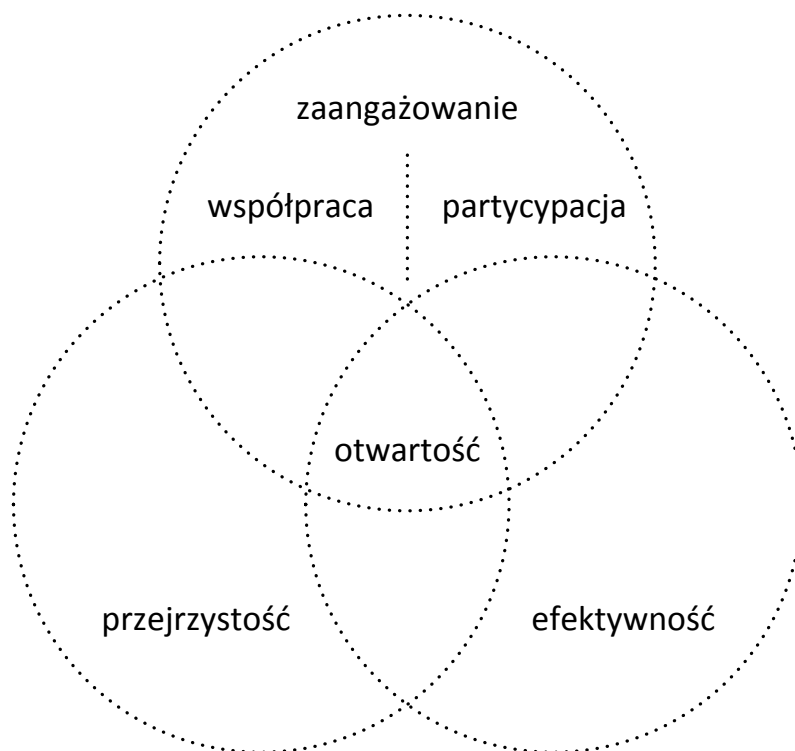 zaangażowanie
współpraca partycypacja
otwartość
przejrzystość efektywność